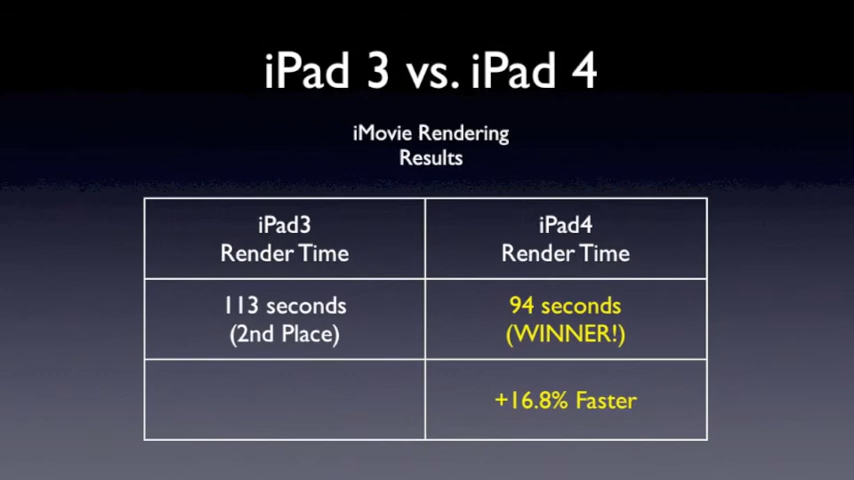 iPad 3 vs. iPad 4
iMovie Rendering
Results
iPad3
Render Time
iPad4
Render Time
113 seconds
(2nd Place)
94 seconds
(WINNER!)
+16.8% Faster